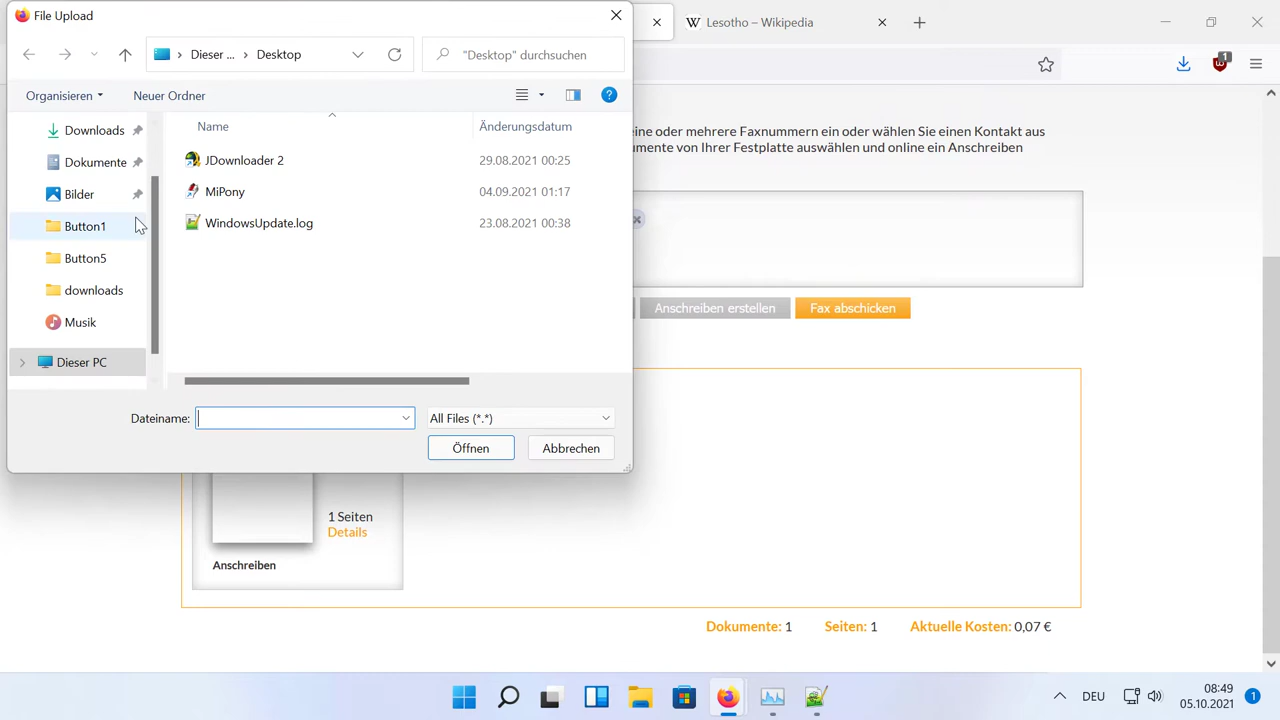 File Upload
Lesotho – Wikipedia
Dieser ... Desktop
"Desktop" durchsuchen
1
Organisieren
Neuer Ordner
Downloads
Dokumente
Bilder
Button1
Button5
downloads
Musik
Dieser PC
Name
Änderungsdatum
JDownloader 2
29.08.2021 00:25
MiPony
04.09.2021 01:17
WindowsUpdate.log
23.08.2021 00:38
Dateiname:
All Files (*.*)
Öffnen
Abbrechen
eine oder mehrere Faxnummern ein oder wählen Sie einen Kontakt aus
umente von Ihrer Festplatte auswählen und online ein Anschreiben
Anschreiben erstellen
Fax abschicken
1 Seiten
Details
Anschreiben
Dokumente: 1
Seiten: 1
Aktuelle Kosten: 0,07 €
DEU
08:49
05.10.2021
1